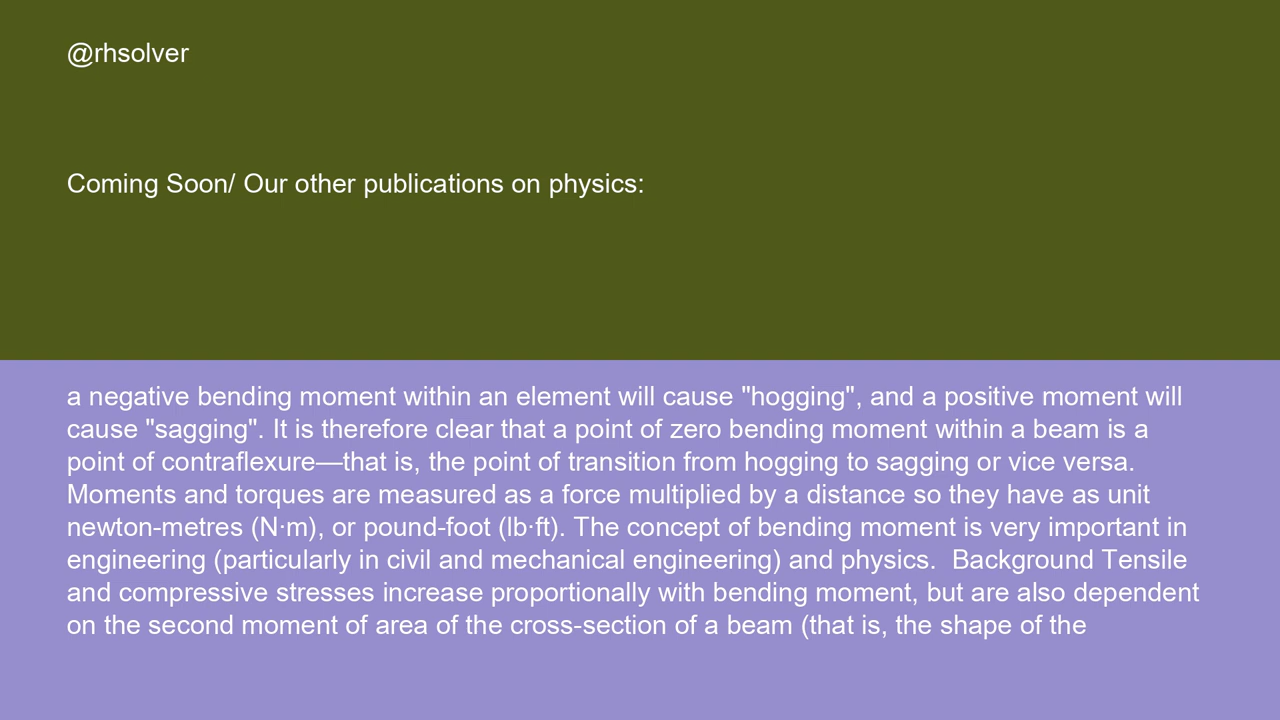 @rhsolver
Coming Soon/ Our other publications on physics:
a negative bending moment within an element will cause "hogging", and a positive moment will
cause "sagging". It is therefore clear that a point of zero bending moment within a beam is a
point of contraflexure—that is, the point of transition from hogging to sagging or vice versa.
Moments and torques are measured as a force multiplied by a distance so they have as unit
newton-metres (N·m), or pound-foot (lb·ft). The concept of bending moment is very important in
engineering (particularly in civil and mechanical engineering) and physics.  Background Tensile
and compressive stresses increase proportionally with bending moment, but are also dependent
on the second moment of area of the cross-section of a beam (that is, the shape of the